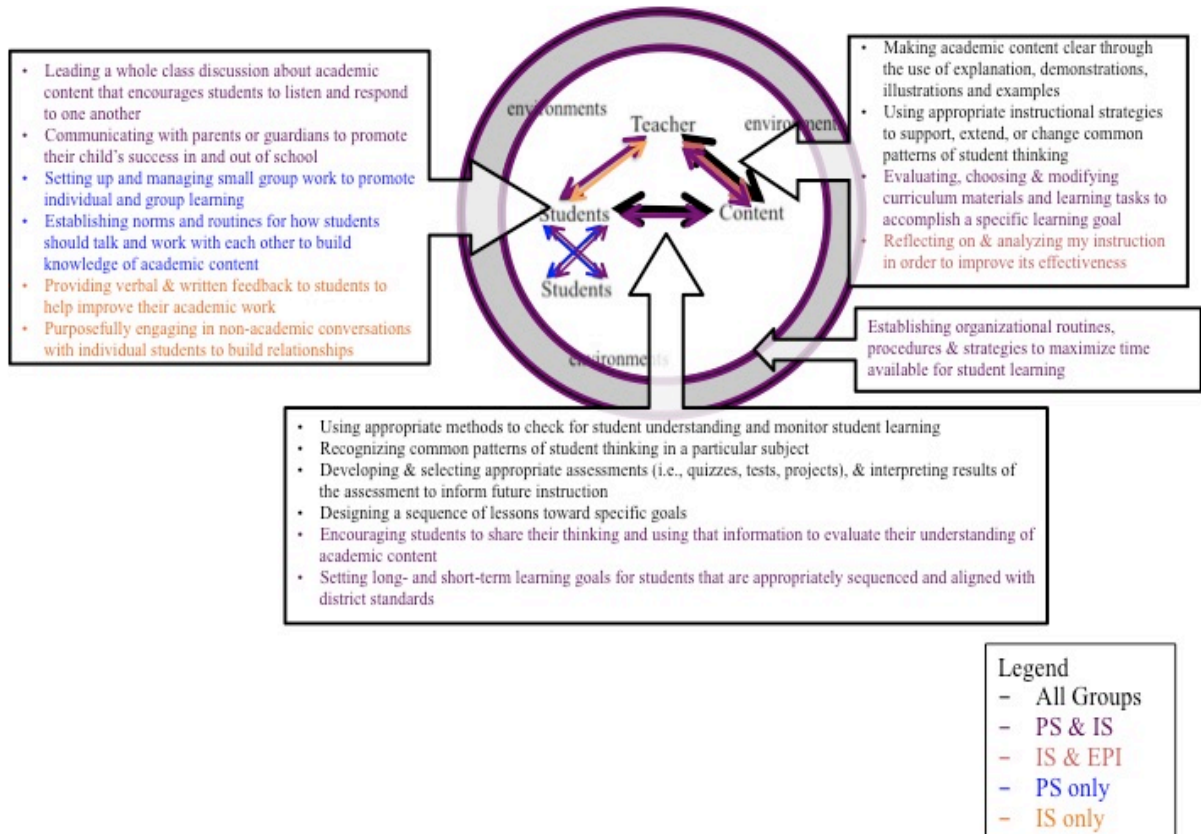 • Leading a whole class discussion about academic
content that encourages students to listen and respond
to one another
• Communicating with parents or guardians to promote
their child's success in and out of school
• Setting up and managing small group work to promote
individual and group learning
• Establishing norms and routines for how students
should talk and work with each other to build
knowledge of academic content
• Providing verbal & written feedback to students to
help improve their academic work
• Purposefully engaging in non-academic conversations
with individual students to build relationships
environments
Teacher
environments
Students
Content
Students
environments
• Making academic content clear through
the use of explanation, demonstrations,
illustrations and examples
• Using appropriate instructional strategies
to support, extend, or change common
patterns of student thinking
• Evaluating, choosing & modifying
curriculum materials and learning tasks to
accomplish a specific learning goal
• Reflecting on & analyzing my instruction
in order to improve its effectiveness
Establishing organizational routines,
procedures & strategies to maximize time
available for student learning
• Using appropriate methods to check for student understanding and monitor student learning
• Recognizing common patterns of student thinking in a particular subject
• Developing & selecting appropriate assessments (i.e., quizzes, tests, projects), & interpreting results of
the assessment to inform future instruction
• Designing a sequence of lessons toward specific goals
• Encouraging students to share their thinking and using that information to evaluate their understanding of
academic content
• Setting long- and short-term learning goals for students that are appropriately sequenced and aligned with
district standards
Legend
– All Groups
– PS & IS
– IS & EPI
– PS only
– IS only